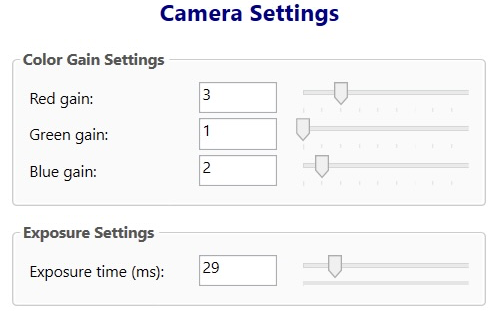 Camera Settings
Color Gain Settings
Red gain: 3
Green gain: 1
Blue gain: 2
Exposure Settings
Exposure time (ms): 29